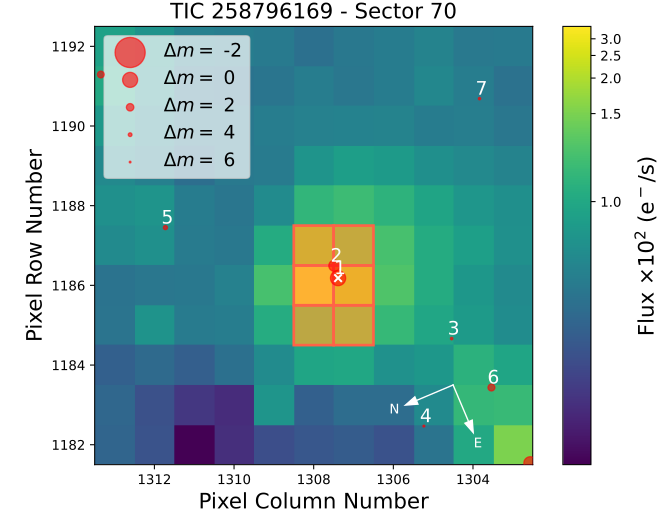 TIC 258796169 - Sector 70
Δm = -2
Δm = 0
Δm = 2
Δm = 4
Δm = 6
1192
1190
1188
1186
1184
1182
Pixel Row Number
7
5
2
1
3
6
4
N
E
1312
1310
1308
1306
1304
Pixel Column Number
3.0
2.5
2.0
1.5
1.0
Flux ×10² (e⁻/s)